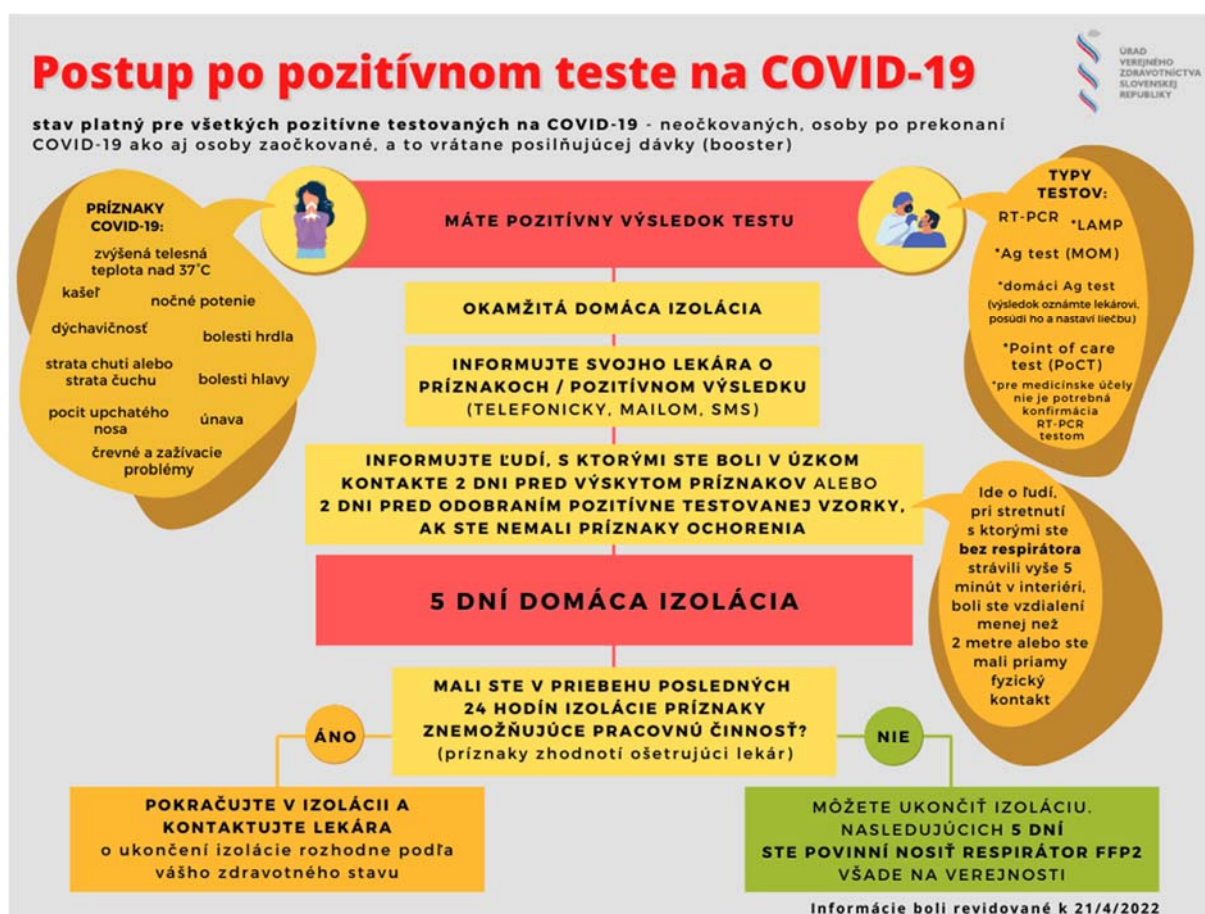 Postup po pozitívnom teste na COVID-19
ÚRAD
VEREJNÉHO
ZDRAVOTNÍCTVA
SLOVENSKEJ
REPUBLIKY
stav platný pre všetkých pozitívne testovaných na COVID-19 - neočkovaných, osoby po prekonaní
COVID-19 ako aj osoby zaočkované, a to vrátane posilňujúcej dávky (booster)
PRÍZNAKY
COVID-19:
zvýšená telesná
teplota nad 37°C
kašeľ
nočné potenie
dýchavičnosť
bolesti hrdla
strata chuti alebo
strata čuchu
bolesti hlavy
pocit upchatého
nosa
únava
črevné a zažívacie
problémy
MÁTE POZITÍVNY VÝSLEDOK TESTU
TYPY
TESTOV:
RT-PCR
*LAMP
*Ag test (MOM)
*domáci Ag test
(výsledok oznámte lekárovi,
posúdi ho a nastaví liečbu)
*Point of care
test (PoCT)
*pre medicínske účely
nie je potrebná
konfirmácia
RT-PCR
testom
OKAMŽITÁ DOMÁCA IZOLÁCIA
INFORMUJTE SVOJHO LEKÁRA O
PRÍZNAKOCH / POZITÍVNOM VÝSLEDKU
(TELEFONICKY, MAILOM, SMS)
INFORMUJTE ĽUDÍ, S KTORÝMI STE BOLI V ÚZKOM
KONTAKTE 2 DNI PRED VÝSKYTOM PRÍZNAKOV ALEBO
2 DNI PRED ODOBRANÍM POZITÍVNE TESTOVANEJ VZORKY,
AK STE NEMALI PRÍZNAKY OCHORENIA
Ide o ľudí,
pri stretnutí
s ktorými ste
bez respirátora
strávili vyše 5
minút v interiéri,
boli ste vzdialení
menej než
2 metre alebo ste
mali priamy
fyzický
kontakt
5 DNÍ DOMÁCA IZOLÁCIA
MALI STE V PRIEBEHU POSLEDNÝCH
24 HODÍN IZOLÁCIE PRÍZNAKY
ZNEMOŽŇUJÚCE PRACOVNÚ ČINNOSŤ?
(príznaky zhodnotí ošetrujúci lekár)
ÁNO
NIE
POKRAČUJTE V IZOLÁCII A
KONTAKTUJTE LEKÁRA
o ukončení izolácie rozhodne podľa
vášho zdravotného stavu
MÔŽETE UKONČIŤ IZOLÁCIU.
NASLEDUJÚCICH 5 DNÍ
STE POVINNÍ NOSIŤ RESPIRÁTOR FFP2
VŠADE NA VEREJNOSTI
Informácie boli revidované k 21/4/2022